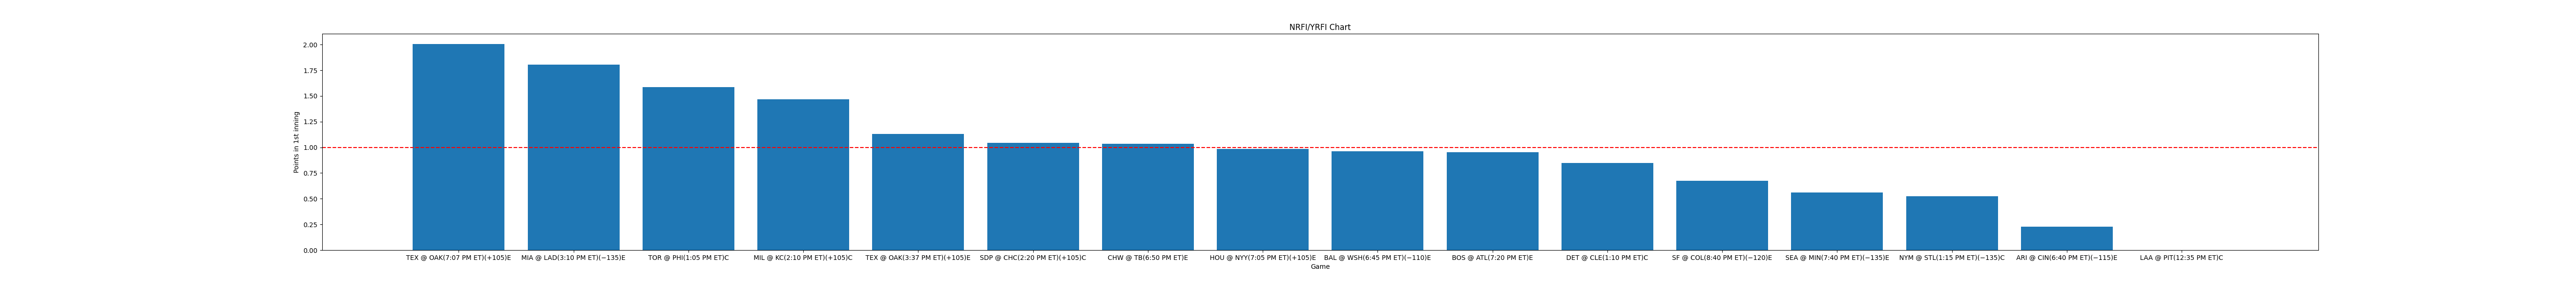 NRFI/YRFI Chart
Points in 1st inning
2.00
1.75
1.50
1.25
1.00
0.75
0.50
0.25
0.00
TEX @ OAK(7:07 PM ET)(+105)E
MIA @ LAD(3:10 PM ET)(−135)E
TOR @ PHI(1:05 PM ET)C
MIL @ KC(2:10 PM ET)(+105)C
TEX @ OAK(3:37 PM ET)(+105)E
SDP @ CHC(2:20 PM ET)(+105)C
CHW @ TB(6:50 PM ET)E
HOU @ NYY(7:05 PM ET)(+105)E
BAL @ WSH(6:45 PM ET)(−110)E
BOS @ ATL(7:20 PM ET)E
DET @ CLE(1:10 PM ET)C
SF @ COL(8:40 PM ET)(−120)E
SEA @ MIN(7:40 PM ET)(−135)E
NYM @ STL(1:15 PM ET)(−135)C
ARI @ CIN(6:40 PM ET)(−115)E
LAA @ PIT(12:35 PM ET)C
Game